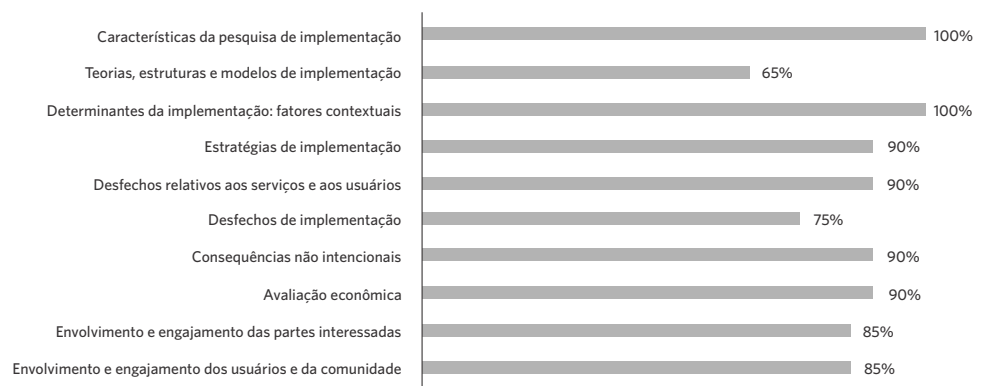 Características da pesquisa de implementação 100%
Teorias, estruturas e modelos de implementação 65%
Determinantes da implementação: fatores contextuais 100%
Estratégias de implementação 90%
Desfechos relativos aos serviços e aos usuários 90%
Desfechos de implementação 75%
Consequências não intencionais 90%
Avaliação econômica 90%
Envolvimento e engajamento das partes interessadas 85%
Envolvimento e engajamento dos usuários e da comunidade 85%